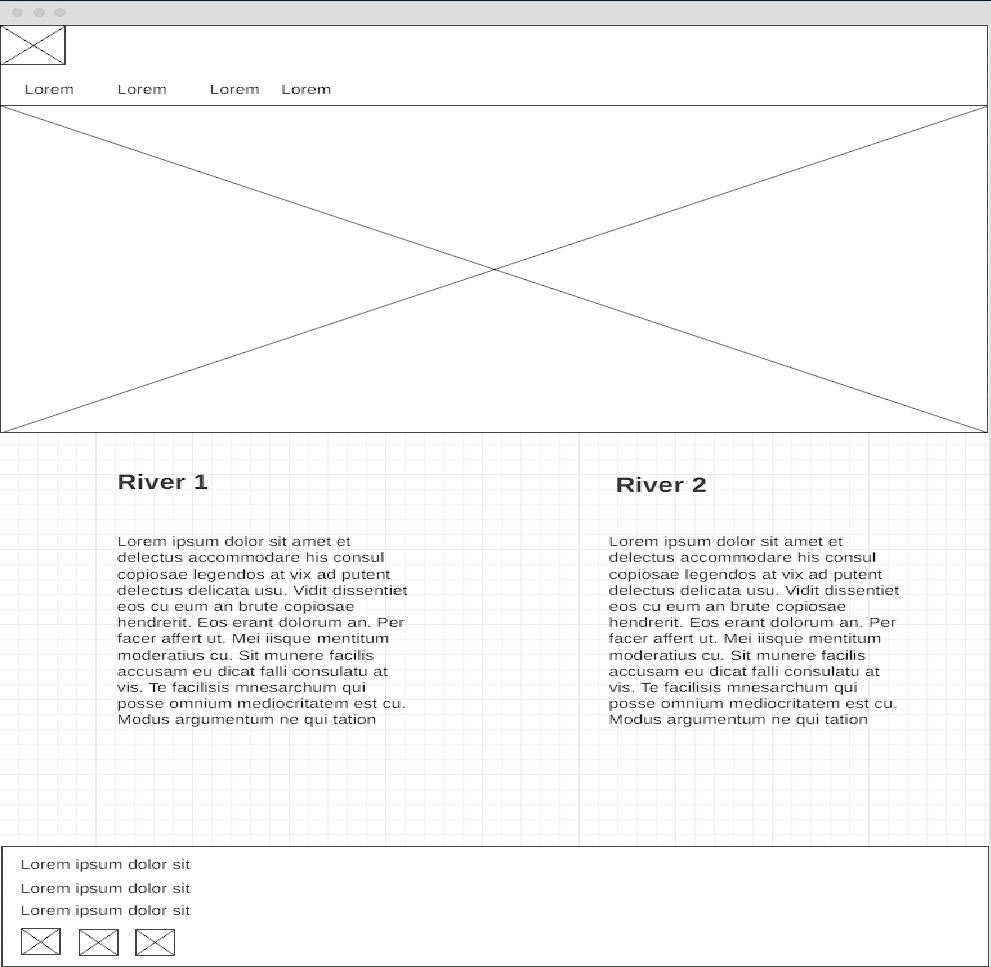 Lorem Lorem Lorem Lorem
River 1
Lorem ipsum dolor sit amet et
delectus accommodare his consul
copiosae legendos at vix ad putent
delectus delicata usu. Vidit dissentiet
eos cu eum an brute copiosae
hendrerit. Eos erant dolorum an. Per
facer affert ut. Mei iisque mentitum
moderatius cu. Sit munere facilis
accusam eu dicat falli consulatu at
vis. Te facilisis mnesarchum qui
posse omnium mediocritatem est cu.
Modus argumentum ne qui tation
River 2
Lorem ipsum dolor sit amet et
delectus accommodare his consul
copiosae legendos at vix ad putent
delectus delicata usu. Vidit dissentiet
eos cu eum an brute copiosae
hendrerit. Eos erant dolorum an. Per
facer affert ut. Mei iisque mentitum
moderatius cu. Sit munere facilis
accusam eu dicat falli consulatu at
vis. Te facilisis mnesarchum qui
posse omnium mediocritatem est cu.
Modus argumentum ne qui tation
Lorem ipsum dolor sit
Lorem ipsum dolor sit
Lorem ipsum dolor sit